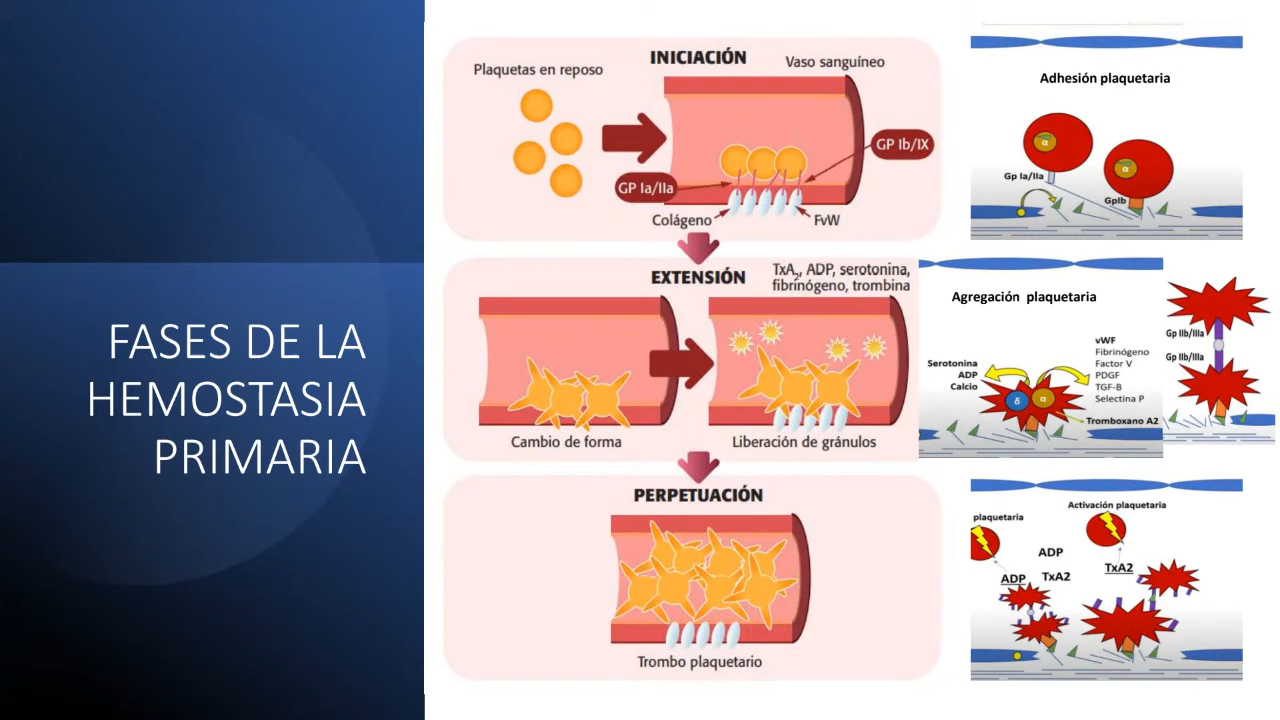 FASES DE LA
HEMOSTASIA
PRIMARIA
INICIACIÓN
Plaquetas en reposo
Vaso sanguíneo
GP Ib/IX
GP Ia/IIa
Colágeno
FvW
EXTENSIÓN
TxA2, ADP, serotonina,
fibrinógeno, trombina
Cambio de forma
Liberación de gránulos
PERPETUACIÓN
Trombo plaquetario
Adhesión plaquetaria
α
α
Gp Ia/IIa
GpIb
Agregación plaquetaria
Serotonina
ADP
Calcio
δ
α
vWF
Fibrinógeno
Factor V
PDGF
TGF-B
Selectina P
Tromboxano A2
Gp IIb/IIIa
Gp IIb/IIIa
plaquetaria
Activación plaquetaria
ADP
ADP
TxA2
TxA2